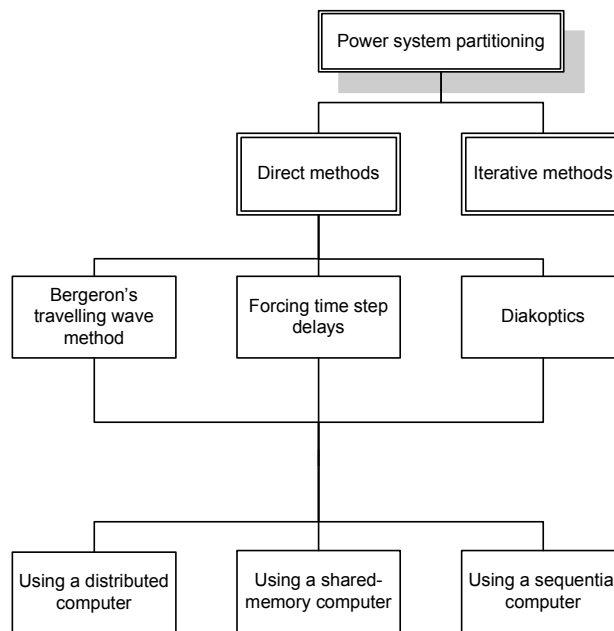 Power system partitioning
Direct methods
Iterative methods
Bergeron's
travelling wave
method
Forcing time step
delays
Diakoptics
Using a distributed
computer
Using a shared-
memory computer
Using a sequential
computer